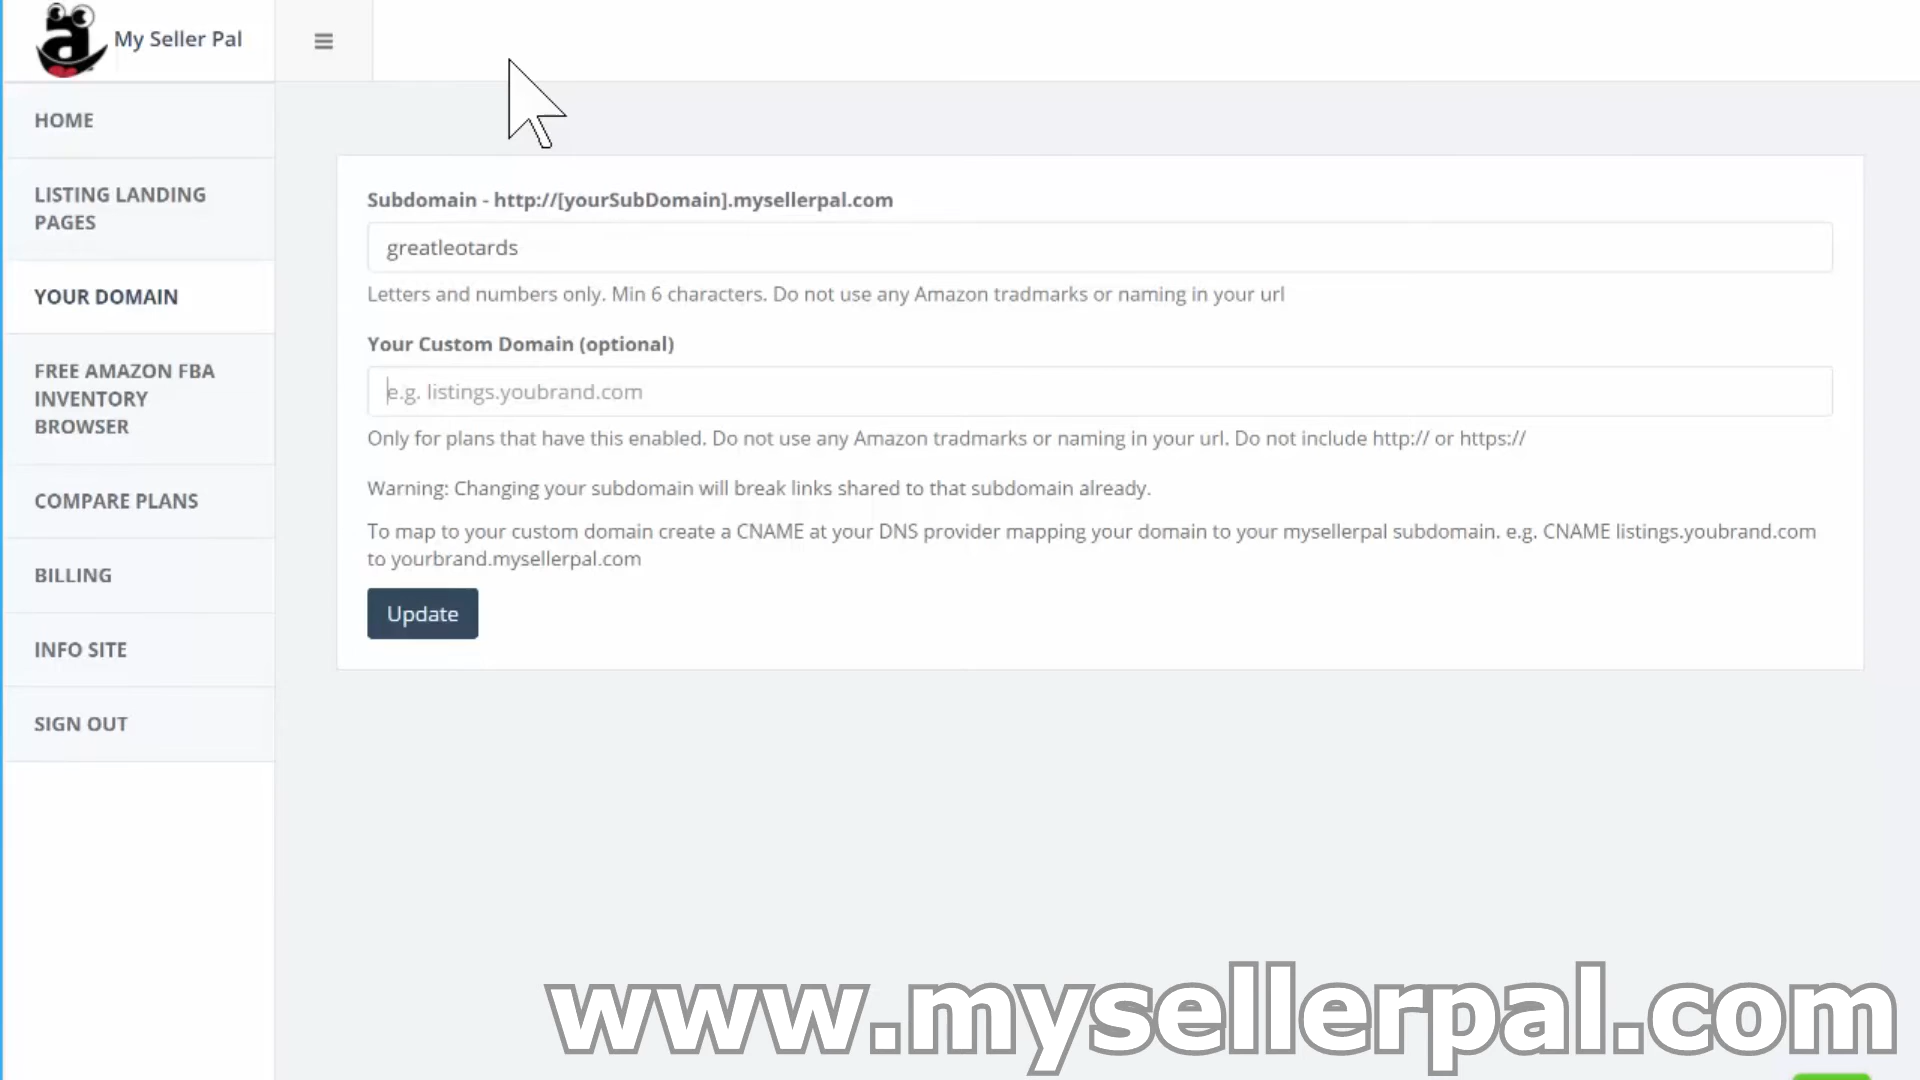 My Seller Pal
HOME
LISTING LANDING
PAGES
YOUR DOMAIN
FREE AMAZON FBA
INVENTORY
BROWSER
COMPARE PLANS
BILLING
INFO SITE
SIGN OUT
Subdomain - http://[yourSubDomain].mysellerpal.com
greatleotards
Letters and numbers only. Min 6 characters. Do not use any Amazon tradmarks or naming in your url
Your Custom Domain (optional)
e.g. listings.youbrand.com
Only for plans that have this enabled. Do not use any Amazon tradmarks or naming in your url. Do not include http:// or https://
Warning: Changing your subdomain will break links shared to that subdomain already.
To map to your custom domain create a CNAME at your DNS provider mapping your domain to your mysellerpal subdomain. e.g. CNAME listings.youbrand.com
to yourbrand.mysellerpal.com
Update
www.mysellerpal.com